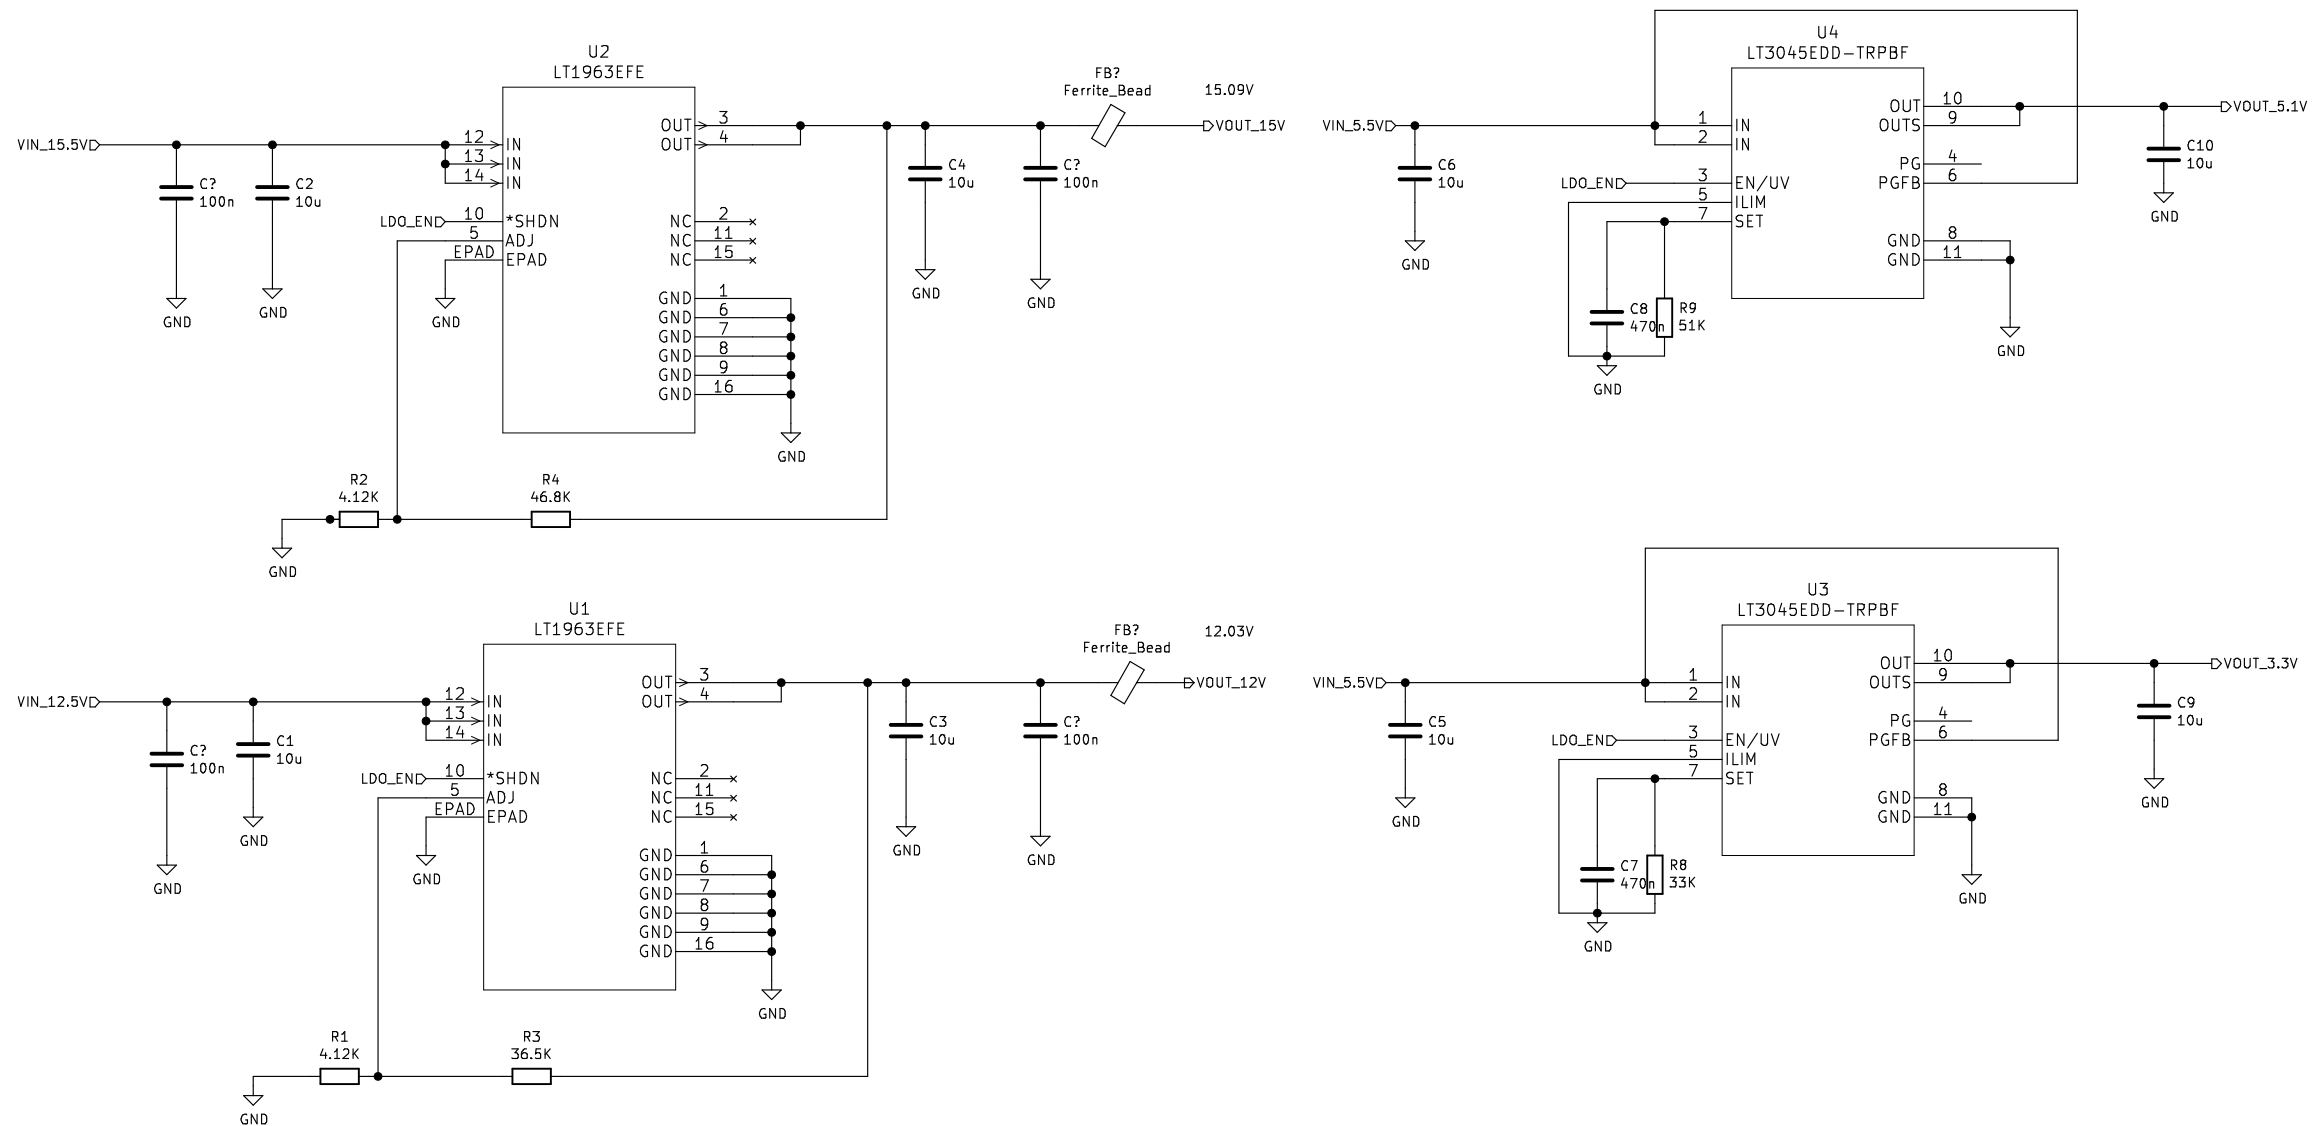 U2
LT1963EFE
VIN_15.5V
C?
100n
C2
10u
12
IN
13
IN
14
IN
LDO_EN
10
*SHDN
5
ADJ
EPAD
EPAD
GND
GND
GND
OUT
3
OUT
4
NC
2
NC
11
NC
15
GND
1
GND
6
GND
7
GND
8
GND
9
GND
16
GND
C4
10u
GND
C?
100n
GND
FB?
Ferrite_Bead
15.09V
VOUT_15V
R2
4.12K
R4
46.8K
GND
U4
LT3045EDD-TRPBF
VIN_5.5V
C6
10u
GND
1
IN
2
IN
LDO_EN
3
EN/UV
5
ILIM
7
SET
OUT
10
OUTS
9
PG
4
PGFB
6
GND
8
GND
11
GND
C8
470n
R9
51K
GND
C10
10u
GND
VOUT_5.1V
U1
LT1963EFE
VIN_12.5V
C?
100n
C1
10u
12
IN
13
IN
14
IN
LDO_EN
10
*SHDN
5
ADJ
EPAD
EPAD
GND
GND
GND
OUT
3
OUT
4
NC
2
NC
11
NC
15
GND
1
GND
6
GND
7
GND
8
GND
9
GND
16
GND
C3
10u
GND
C?
100n
GND
FB?
Ferrite_Bead
12.03V
VOUT_12V
R1
4.12K
R3
36.5K
GND
U3
LT3045EDD-TRPBF
VIN_5.5V
C5
10u
GND
1
IN
2
IN
LDO_EN
3
EN/UV
5
ILIM
7
SET
OUT
10
OUTS
9
PG
4
PGFB
6
GND
8
GND
11
GND
C7
470n
R8
33K
GND
C9
10u
GND
VOUT_3.3V